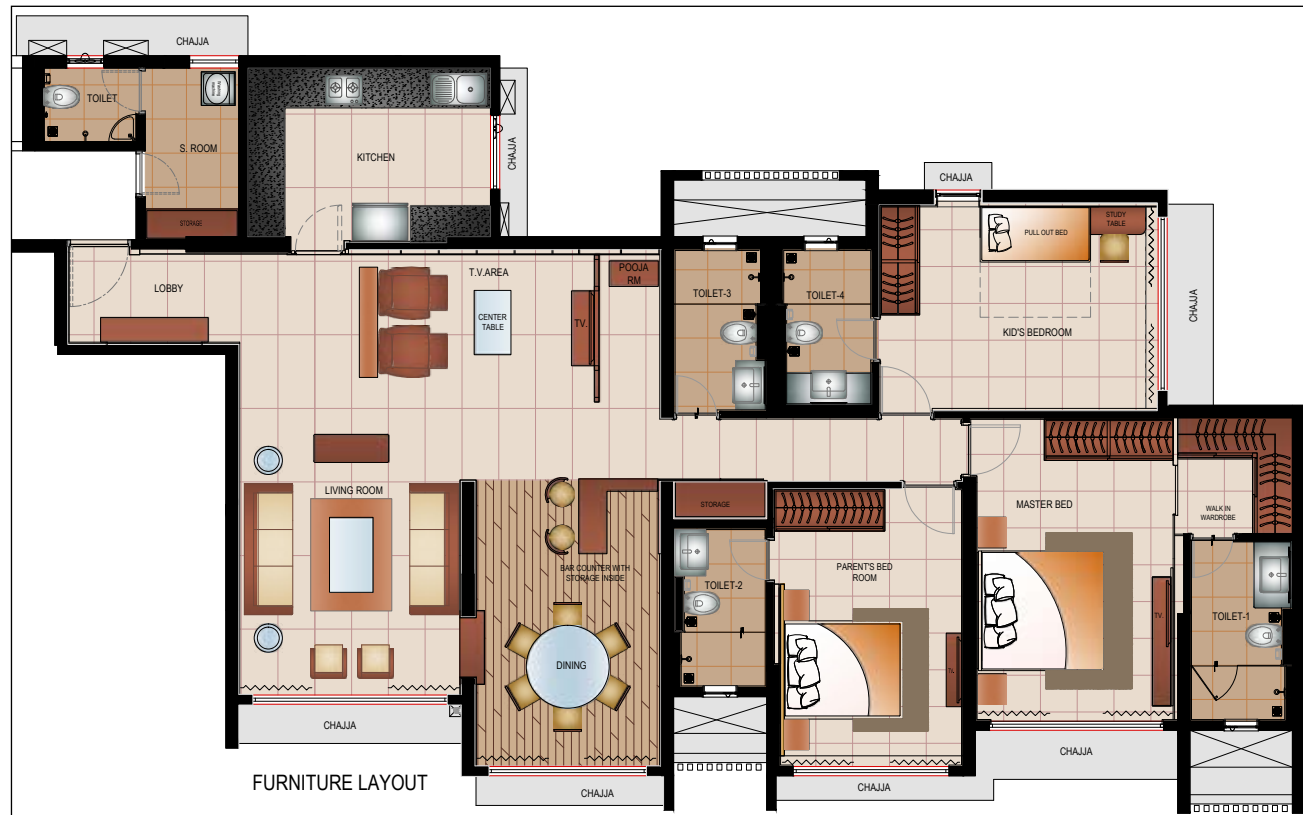 CHAJJA
TOILET
Washing
Machine
S. ROOM
STORAGE
KITCHEN
CHAJJA
LOBBY
T.V.AREA
CENTER
TABLE
TV.
POOJA
RM
TOILET-3
TOILET-4
CHAJJA
PULL OUT BED
STUDY
TABLE
KID'S BEDROOM
CHAJJA
LIVING ROOM
BAR COUNTER WITH
STORAGE INSIDE
DINING
STORAGE
TOILET-2
PARENT'S BED
ROOM
MASTER BED
TV.
WALK IN
WARDROBE
TOILET-1
CHAJJA
CHAJJA
CHAJJA
CHAJJA
FURNITURE LAYOUT